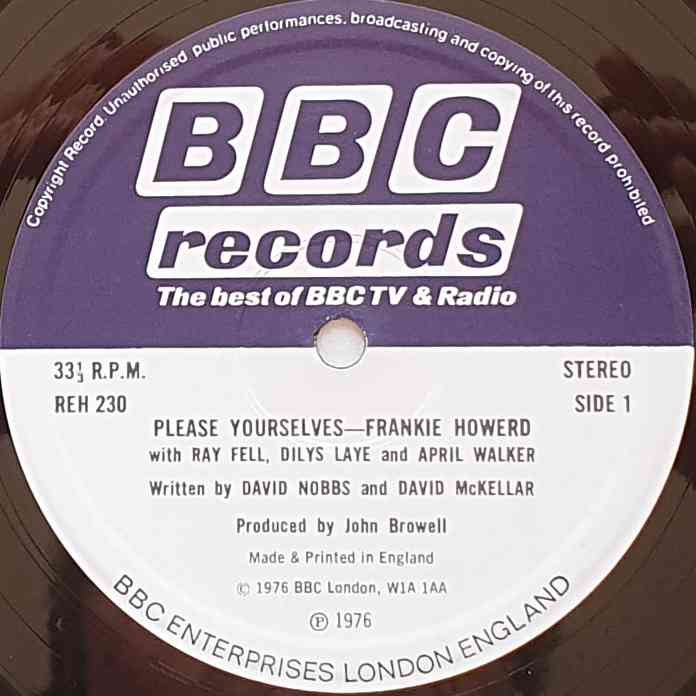 Copyright Record. Unauthorised public performances, broadcasting and copying of this record prohibited
BBC
records
The best of BBC TV & Radio
33⅓ R.P.M.
STEREO
REH 230
SIDE 1
PLEASE YOURSELVES—FRANKIE HOWERD
with RAY FELL, DILYS LAYE and APRIL WALKER
Written by DAVID NOBBS and DAVID McKELLAR
Produced by John Browell
Made & Printed in England
© 1976 BBC London, W1A 1AA
℗ 1976
BBC ENTERPRISES LONDON ENGLAND